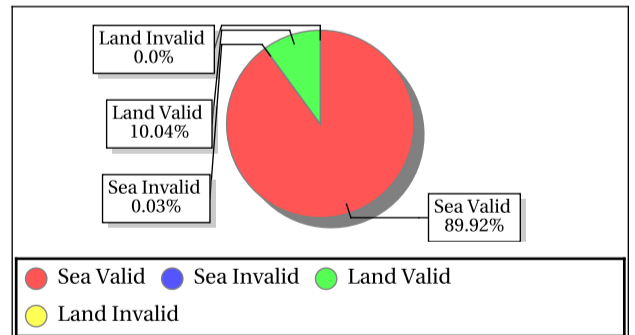 Land Invalid
0.0%
Land Valid
10.04%
Sea Invalid
0.03%
Sea Valid
89.92%
Sea Valid Sea Invalid Land Valid
Land Invalid